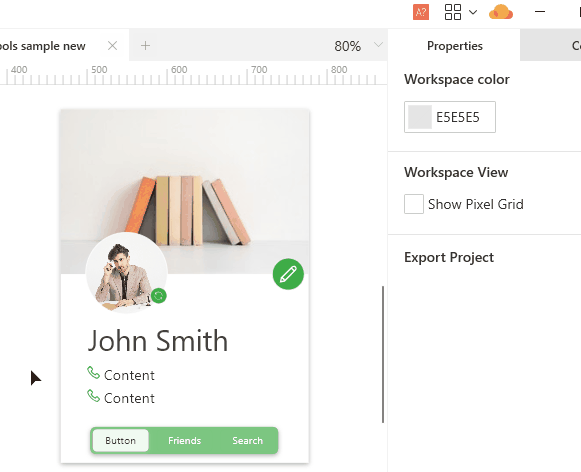 A?
bols sample new
80%
Properties
Co
400 500 600 700 800
Workspace color
E5E5E5
Workspace View
Show Pixel Grid
Export Project
John Smith
Content
Content
Button Friends Search